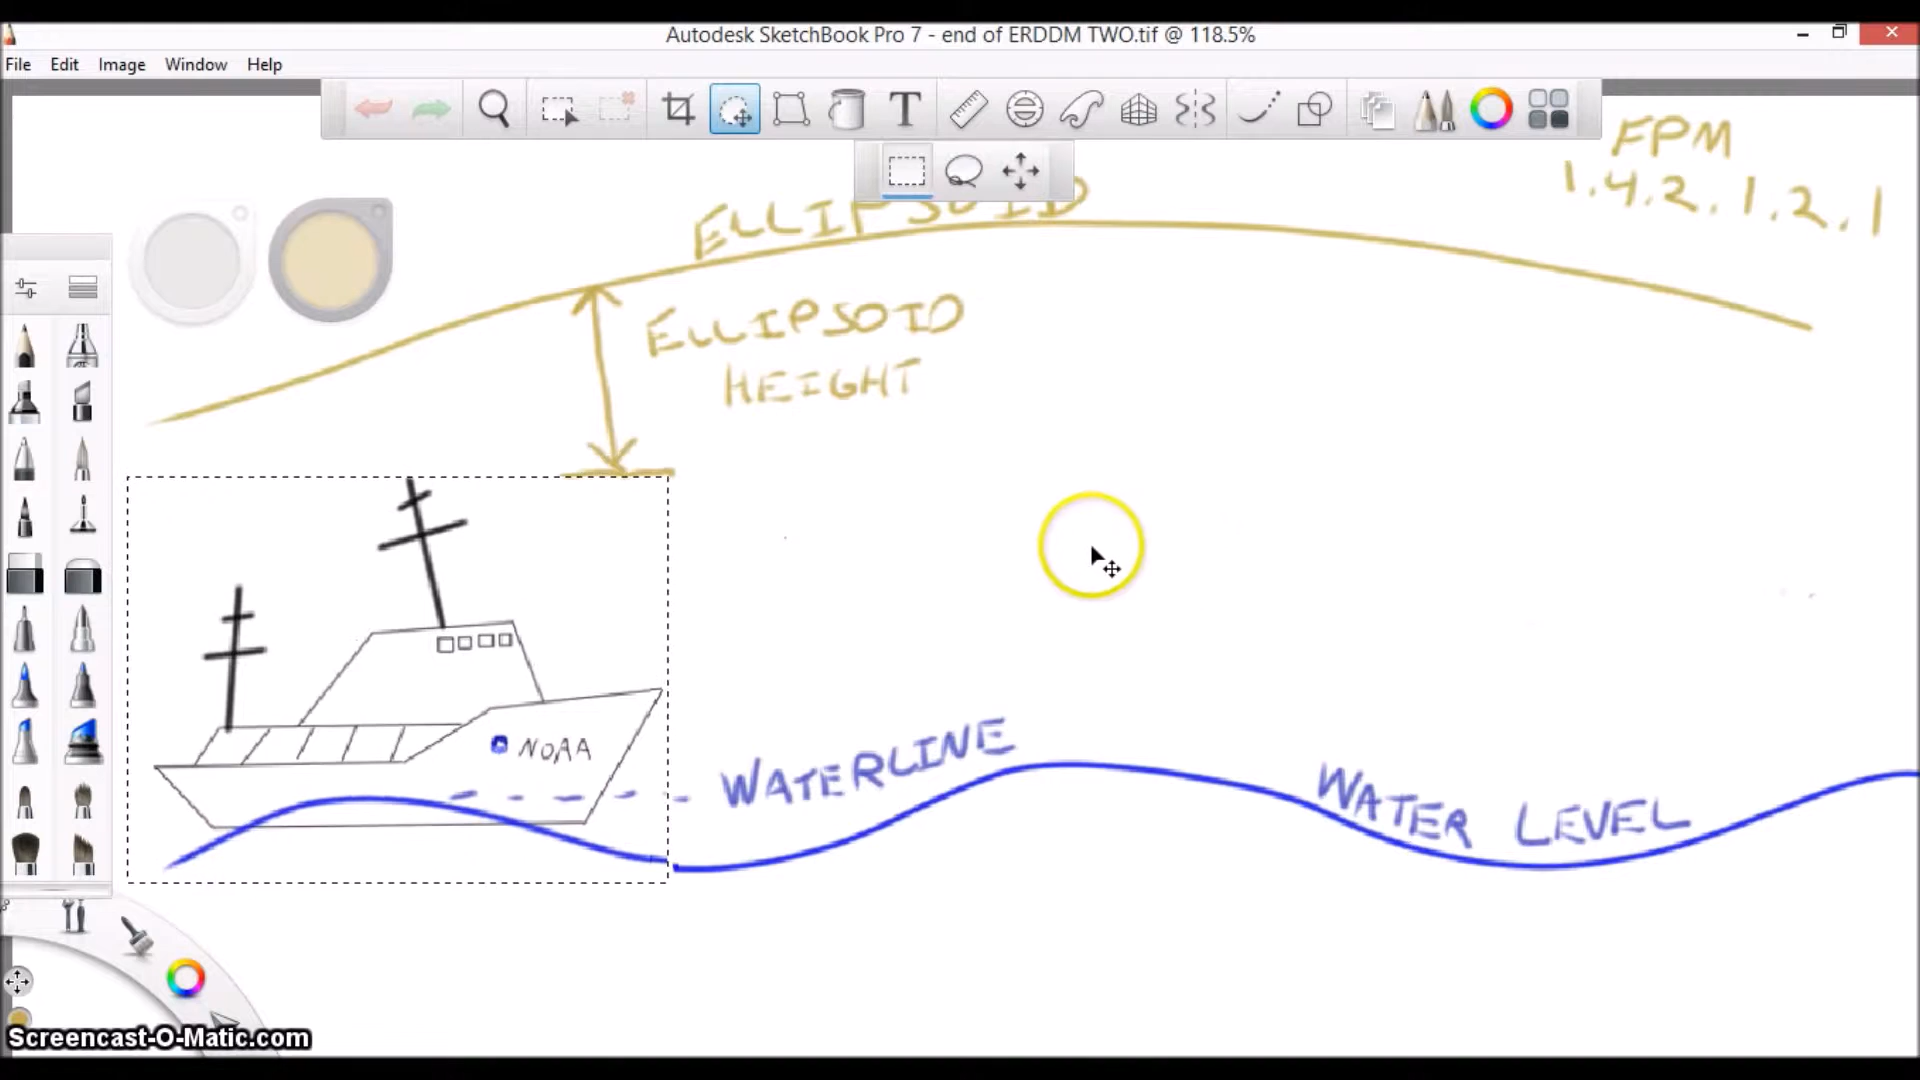 Autodesk SketchBook Pro 7 - end of ERDDM TWO.tif @ 118.5%
File Edit Image Window Help
T
FPM
1.4.2.1.2.1
ELLIPSOID
ELLIPSOID
HEIGHT
NOAA
WATERLINE
WATER LEVEL
Screencast-O-Matic.com